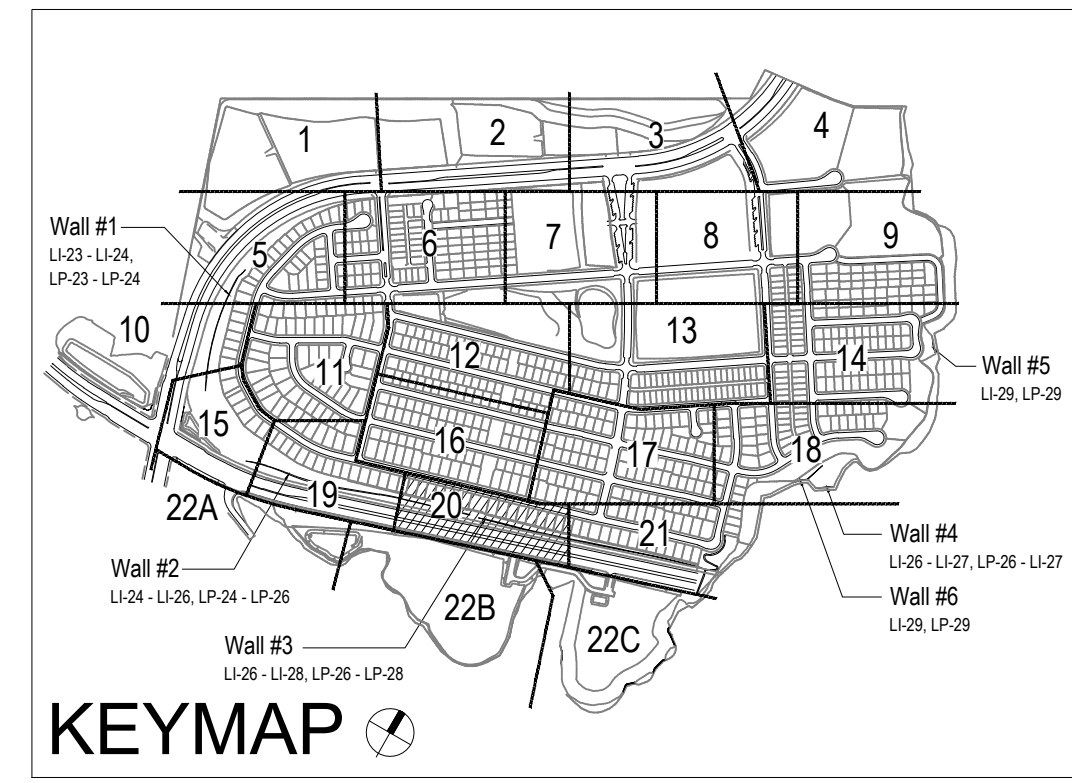 1
2
3
4
Wall #1
LI-23 - LI-24,
LP-23 - LP-24
5
6
7
8
9
10
11
12
13
14
Wall #5
LI-29, LP-29
15
16
17
18
19
20
21
22A
Wall #2
LI-24 - LI-26, LP-24 - LP-26
22B
Wall #3
LI-26 - LI-28, LP-26 - LP-28
22C
Wall #4
LI-26 - LI-27, LP-26 - LI-27
Wall #6
LI-29, LP-29
KEYMAP